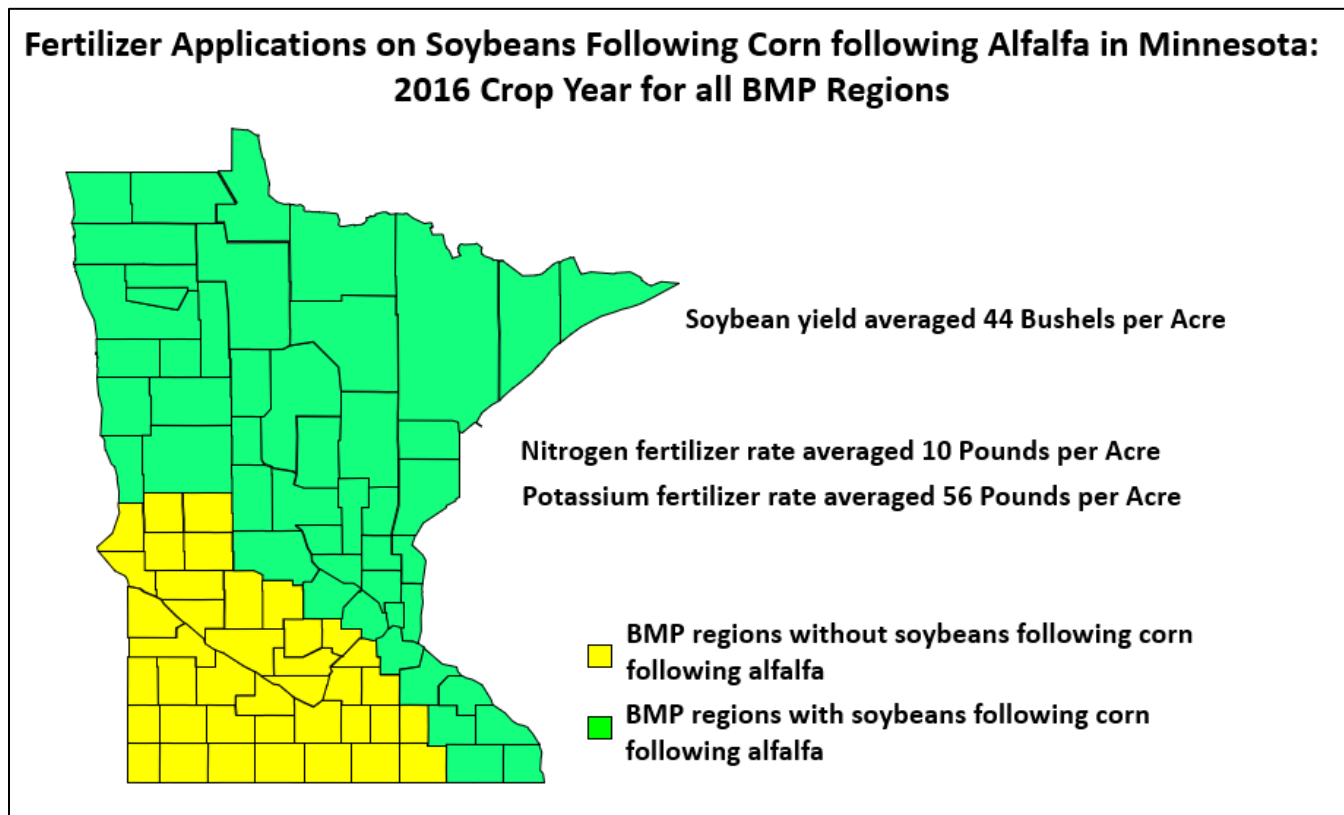 Fertilizer Applications on Soybeans Following Corn following Alfalfa in Minnesota:
2016 Crop Year for all BMP Regions
Soybean yield averaged 44 Bushels per Acre
Nitrogen fertilizer rate averaged 10 Pounds per Acre
Potassium fertilizer rate averaged 56 Pounds per Acre
BMP regions without soybeans following corn
following alfalfa
BMP regions with soybeans following corn
following alfalfa